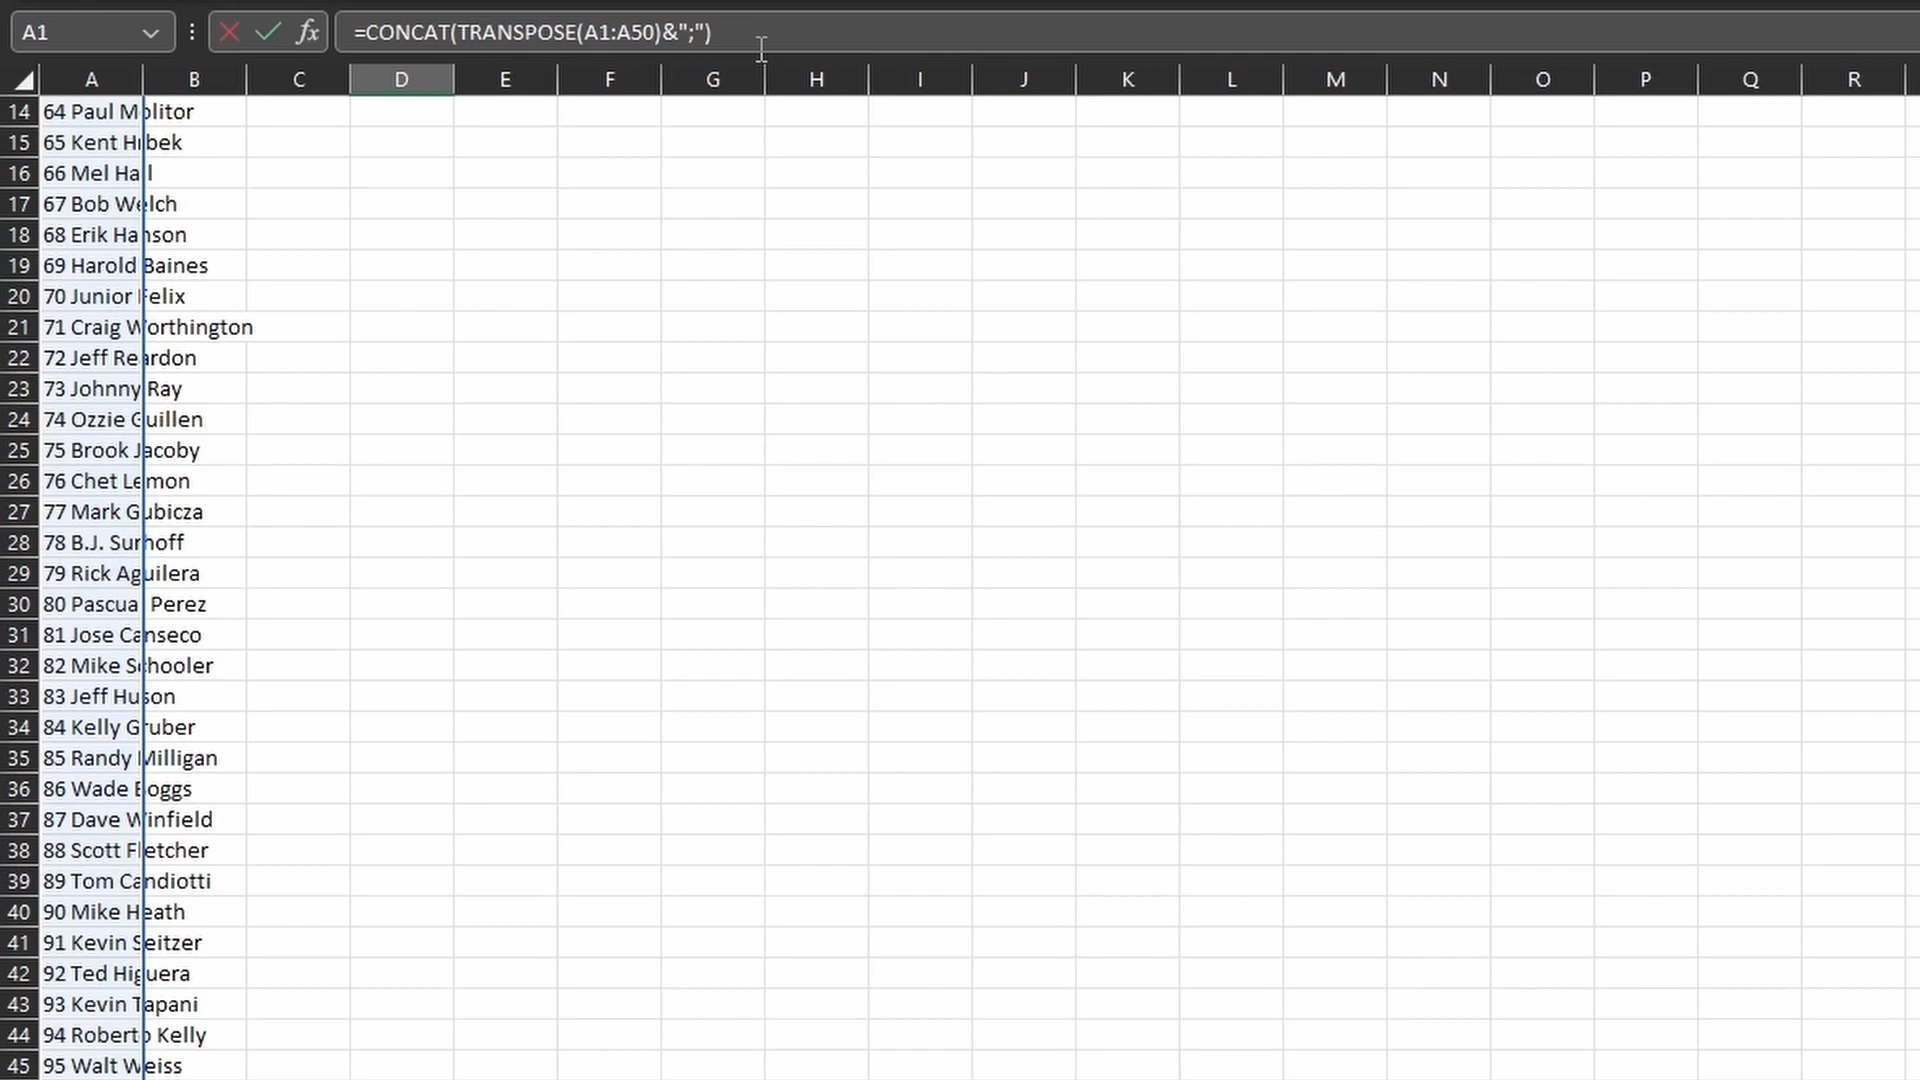 A1 fx =CONCAT(TRANSPOSE(A1:A50)&";")
A B C D E F G H I J K L M N O P Q R
14 64 Paul Molitor
15 65 Kent Hrbek
16 66 Mel Hall
17 67 Bob Welch
18 68 Erik Hanson
19 69 Harold Baines
20 70 Junior Felix
21 71 Craig Worthington
22 72 Jeff Reardon
23 73 Johnny Ray
24 74 Ozzie Guillen
25 75 Brook Jacoby
26 76 Chet Lemon
27 77 Mark Gubicza
28 78 B.J. Surhoff
29 79 Rick Aguilera
30 80 Pascual Perez
31 81 Jose Canseco
32 82 Mike Schooler
33 83 Jeff Huson
34 84 Kelly Gruber
35 85 Randy Milligan
36 86 Wade Boggs
37 87 Dave Winfield
38 88 Scott Fletcher
39 89 Tom Candiotti
40 90 Mike Heath
41 91 Kevin Seitzer
42 92 Ted Higuera
43 93 Kevin Tapani
44 94 Roberto Kelly
45 95 Walt Weiss